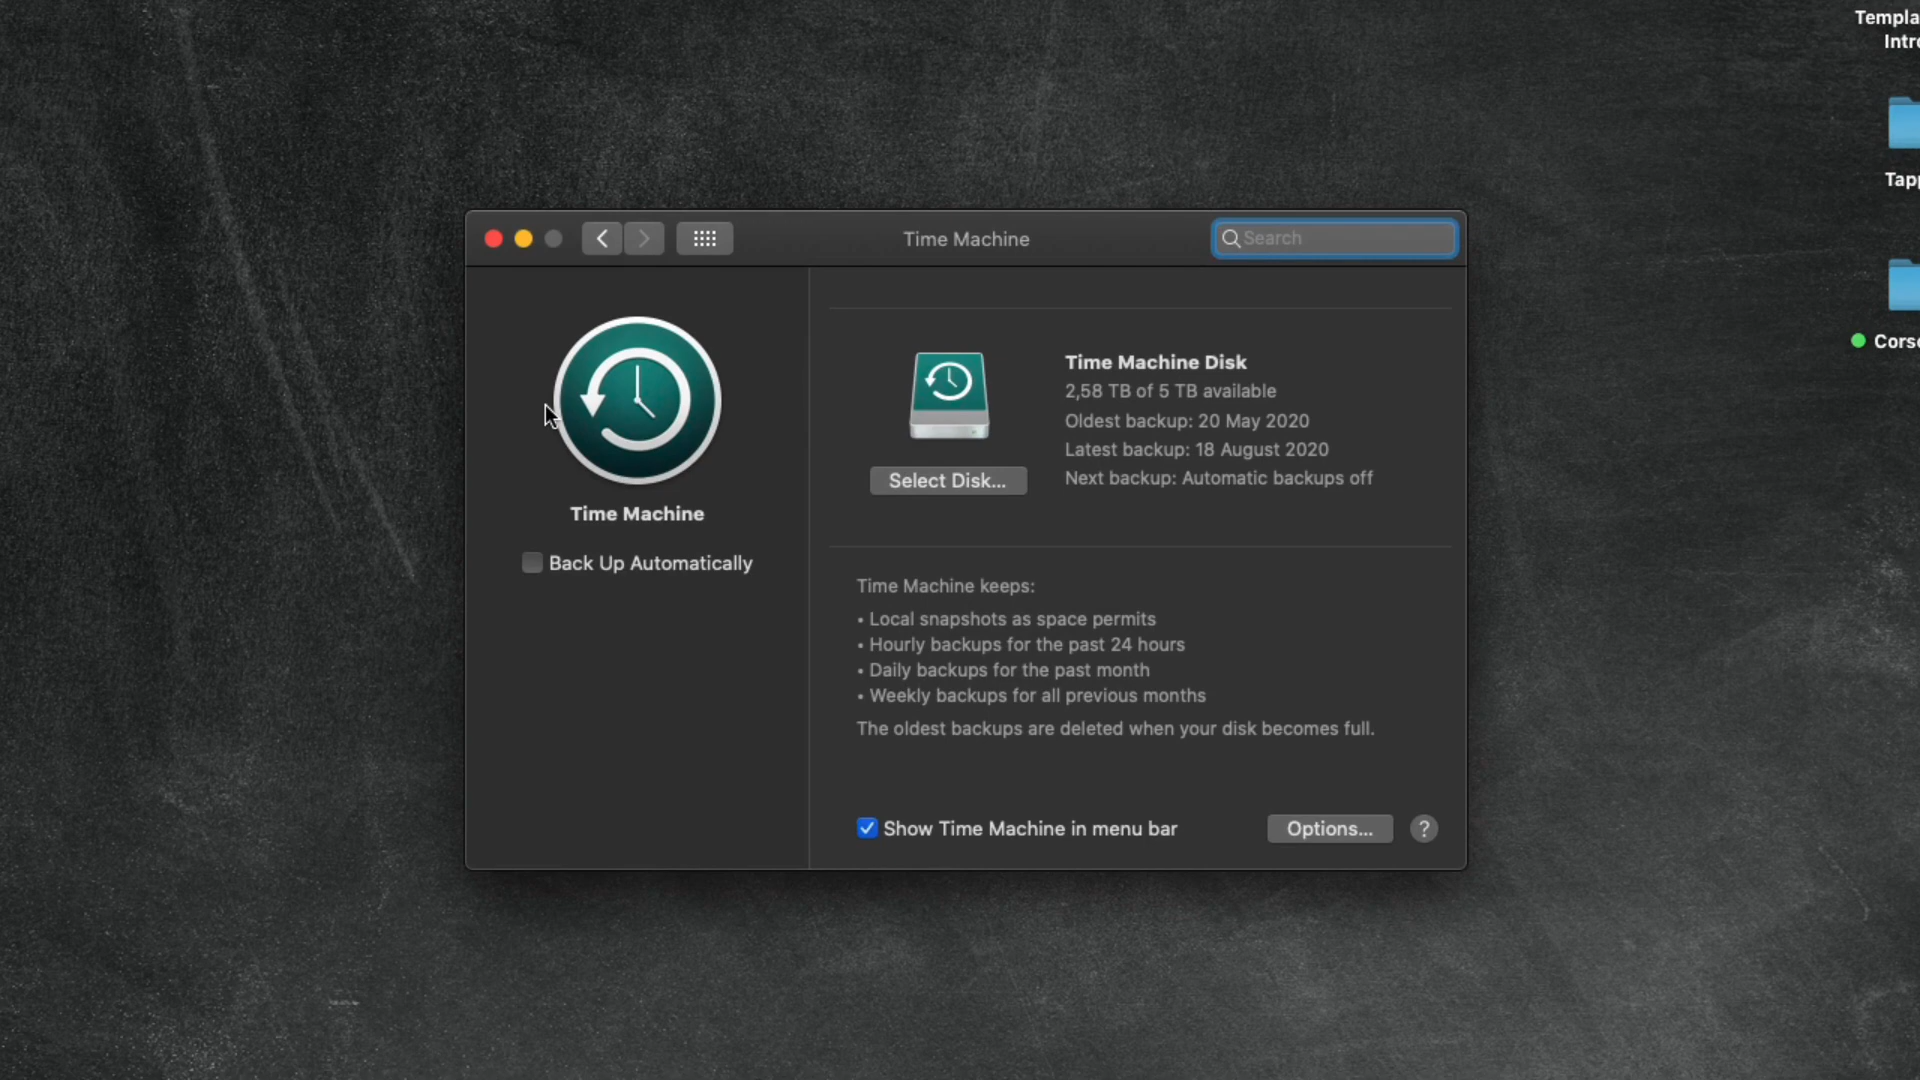 Time Machine
Search
Time Machine
Back Up Automatically
Select Disk...
Time Machine Disk
2,58 TB of 5 TB available
Oldest backup: 20 May 2020
Latest backup: 18 August 2020
Next backup: Automatic backups off
Time Machine keeps:
• Local snapshots as space permits
• Hourly backups for the past 24 hours
• Daily backups for the past month
• Weekly backups for all previous months
The oldest backups are deleted when your disk becomes full.
Show Time Machine in menu bar
Options...
?
Templa
Intr
Tapp
Cors